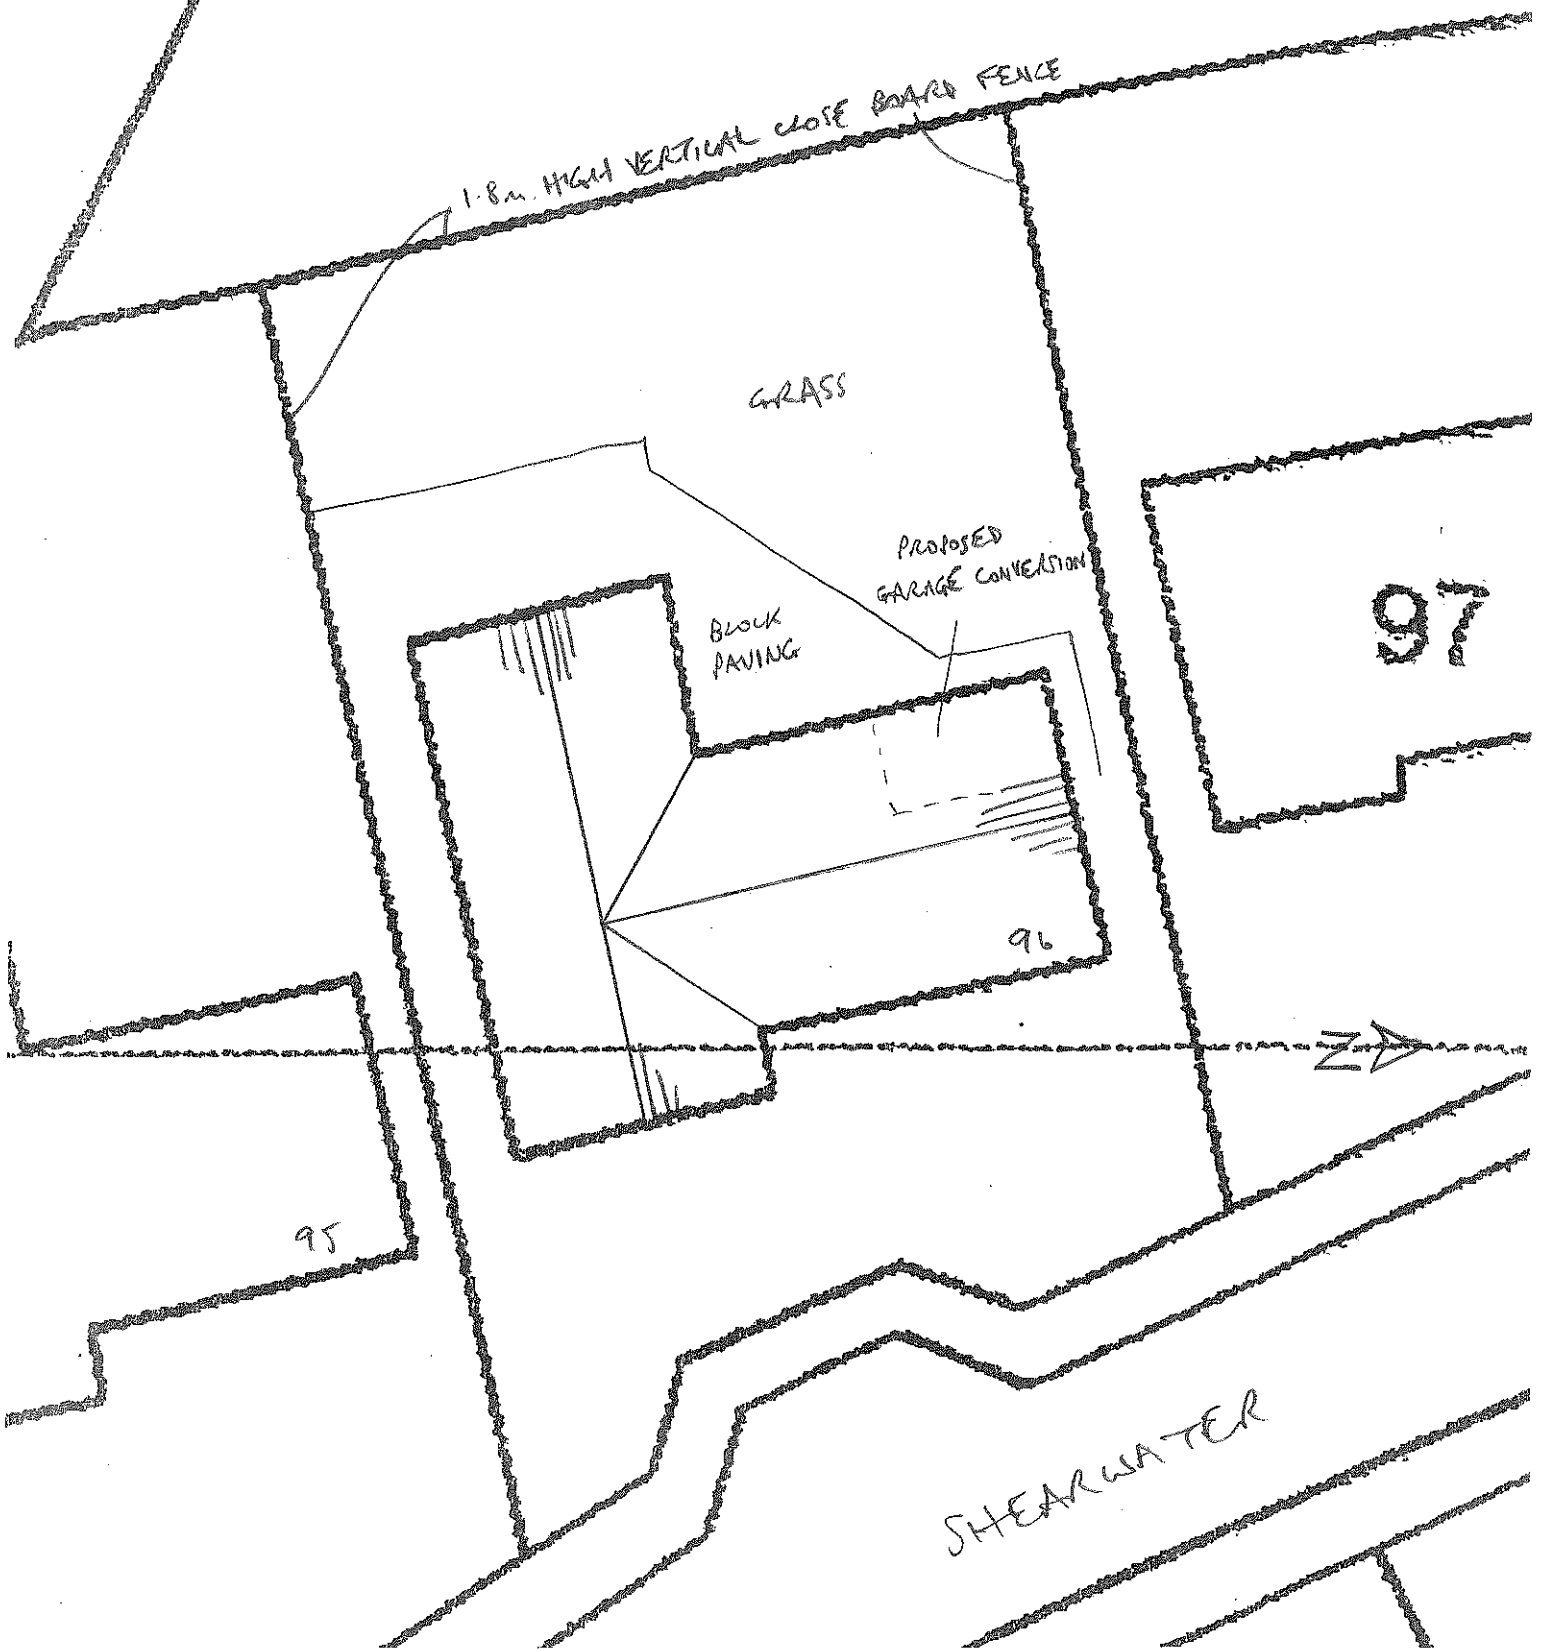 1.8m. HIGH VERTICAL CLOSE BOARD FENCE
GRASS
PROPOSED
GARAGE CONVERSION
97
BLOCK
PAVING
96
N
95
SHEARWATER